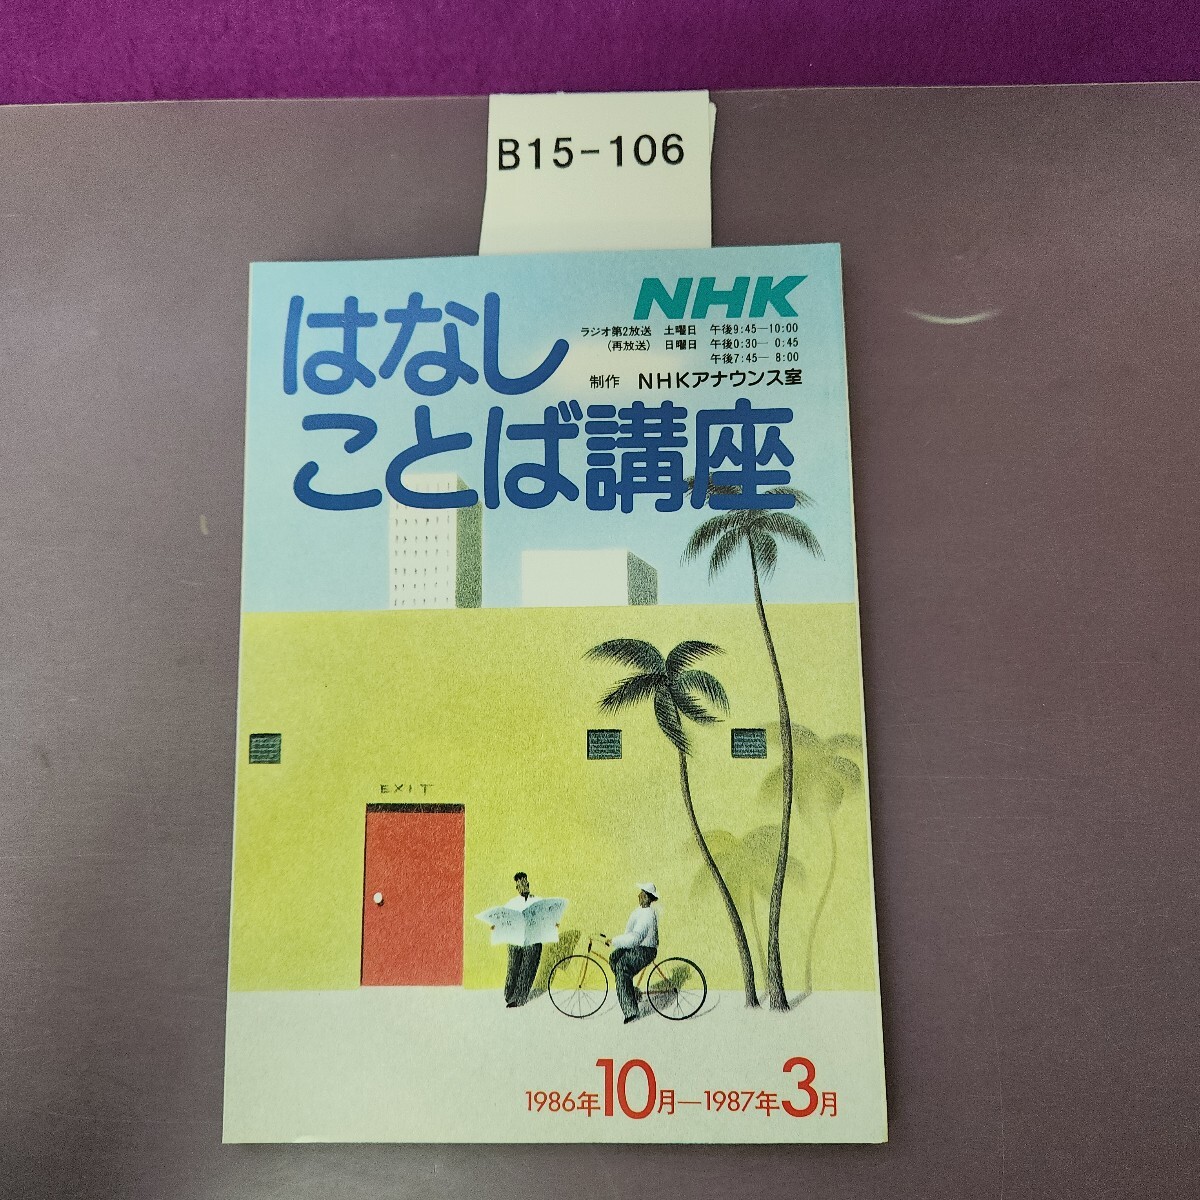 B15-106
NHK
はなし
ことば講座
ラジオ第2放送 土曜日 午後9:45―10:00
(再放送) 日曜日 午後0:30― 0:45
午後7:45― 8:00
制作 NHKアナウンス室
EXIT
1986年10月―1987年3月